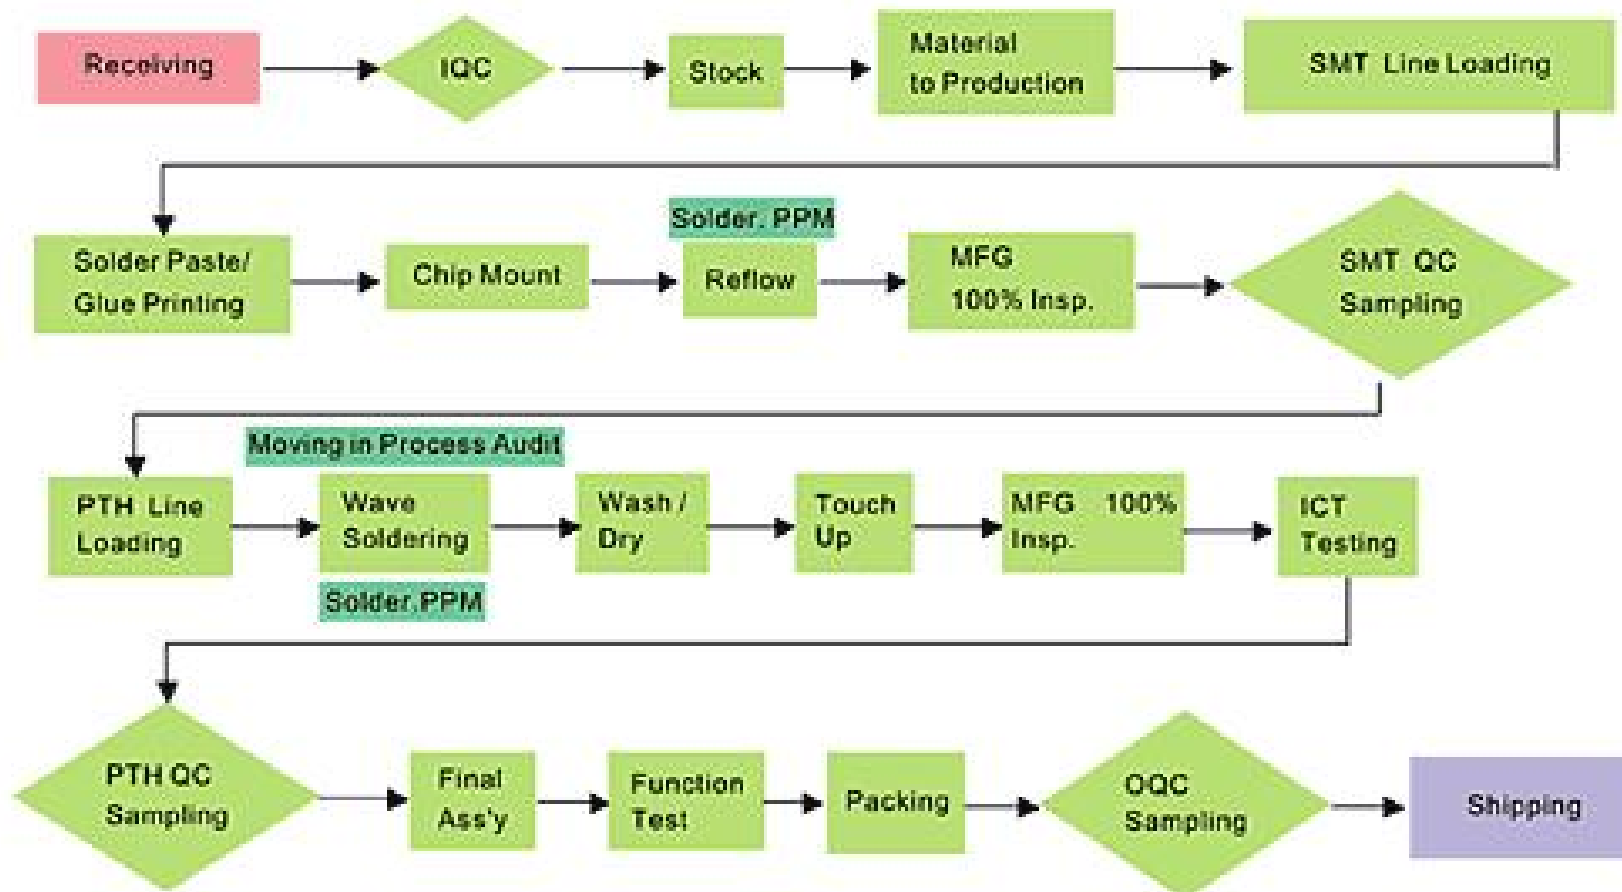 Receiving
IQC
Stock
Material
to Production
SMT Line Loading
Solder Paste/
Glue Printing
Chip Mount
Solder. PPM
Reflow
MFG
100% Insp.
SMT QC
Sampling
Moving in Process Audit
PTH Line
Loading
Wave
Soldering
Solder.PPM
Wash /
Dry
Touch
Up
MFG 100%
Insp.
ICT
Testing
PTH QC
Sampling
Final
Ass'y
Function
Test
Packing
OQC
Sampling
Shipping